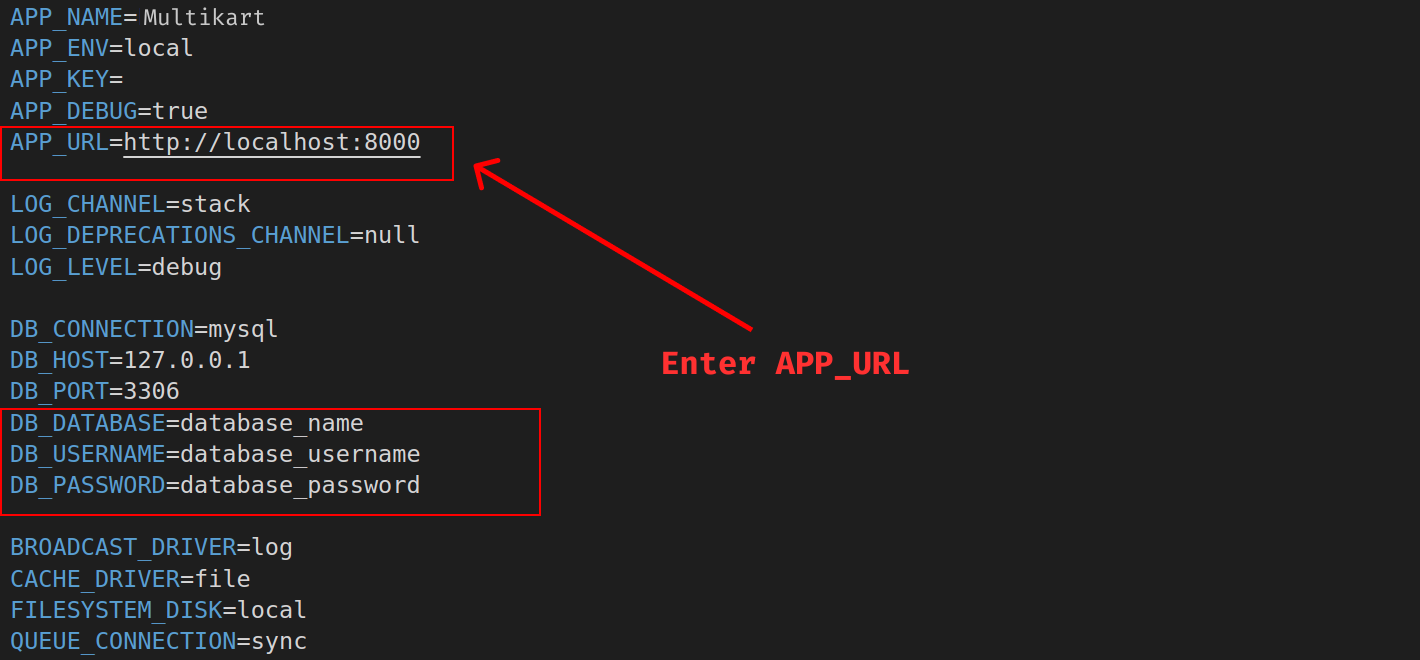 APP_NAME= Multikart
APP_ENV=local
APP_KEY=
APP_DEBUG=true
APP_URL=http://localhost:8000
LOG_CHANNEL=stack
LOG_DEPRECATIONS_CHANNEL=null
LOG_LEVEL=debug
DB_CONNECTION=mysql
DB_HOST=127.0.0.1
Enter APP_URL
DB_PORT=3306
DB_DATABASE=database_name
DB_USERNAME=database_username
DB_PASSWORD=database_password
BROADCAST_DRIVER=log
CACHE_DRIVER=file
FILESYSTEM_DISK=local
QUEUE_CONNECTION=sync